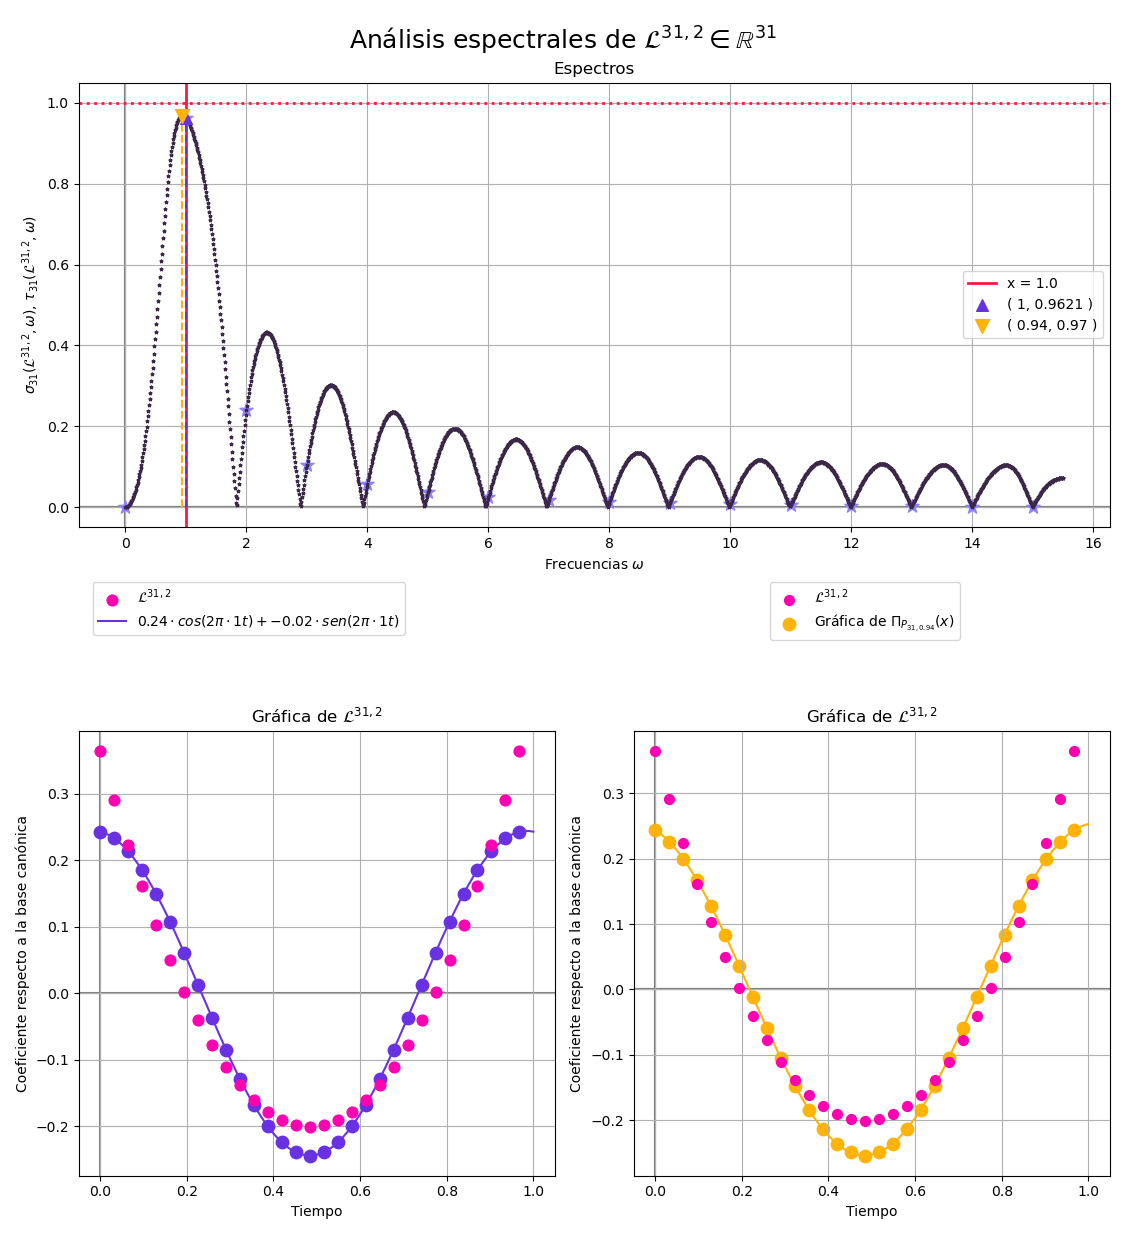 Análisis espectrales de 𝓛^{31,2} ∈ ℝ^{31}
Espectros
1.0
0.8
0.6
0.4
0.2
0.0
σ_{31}(𝓛^{31,2}, ω), τ_{31}(𝓛^{31,2}, ω)
x = 1.0
( 1, 0.9621 )
( 0.94, 0.97 )
0 2 4 6 8 10 12 14 16
Frecuencias ω
𝓛^{31,2}
0.24 · cos(2π · 1t) + −0.02 · sen(2π · 1t)
𝓛^{31,2}
Gráfica de Π_{P_{31,0.94}}(x)
Gráfica de 𝓛^{31,2}
0.3
0.2
0.1
0.0
−0.1
−0.2
Coeficiente respecto a la base canónica
0.0 0.2 0.4 0.6 0.8 1.0
Tiempo
Gráfica de 𝓛^{31,2}
0.3
0.2
0.1
0.0
−0.1
−0.2
Coeficiente respecto a la base canónica
0.0 0.2 0.4 0.6 0.8 1.0
Tiempo